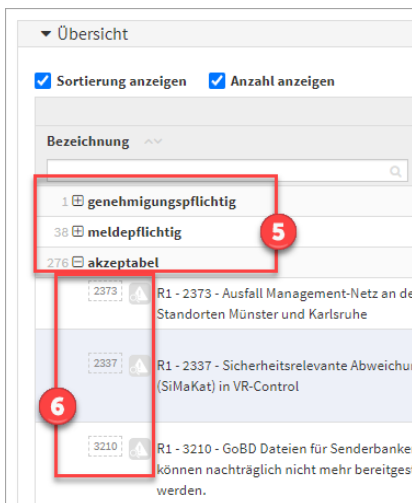 Übersicht
Sortierung anzeigen Anzahl anzeigen
Bezeichnung
1 genehmigungspflichtig
38 meldepflichtig
5
276 akzeptabel
2373 R1 - 2373 - Ausfall Management-Netz an de
Standorten Münster und Karlsruhe
2337 R1 - 2337 - Sicherheitsrelevante Abweichu
(SiMaKat) in VR-Control
6
3210 R1 - 3210 - GoBD Dateien für Senderbanke
können nachträglich nicht mehr bereitges
werden.